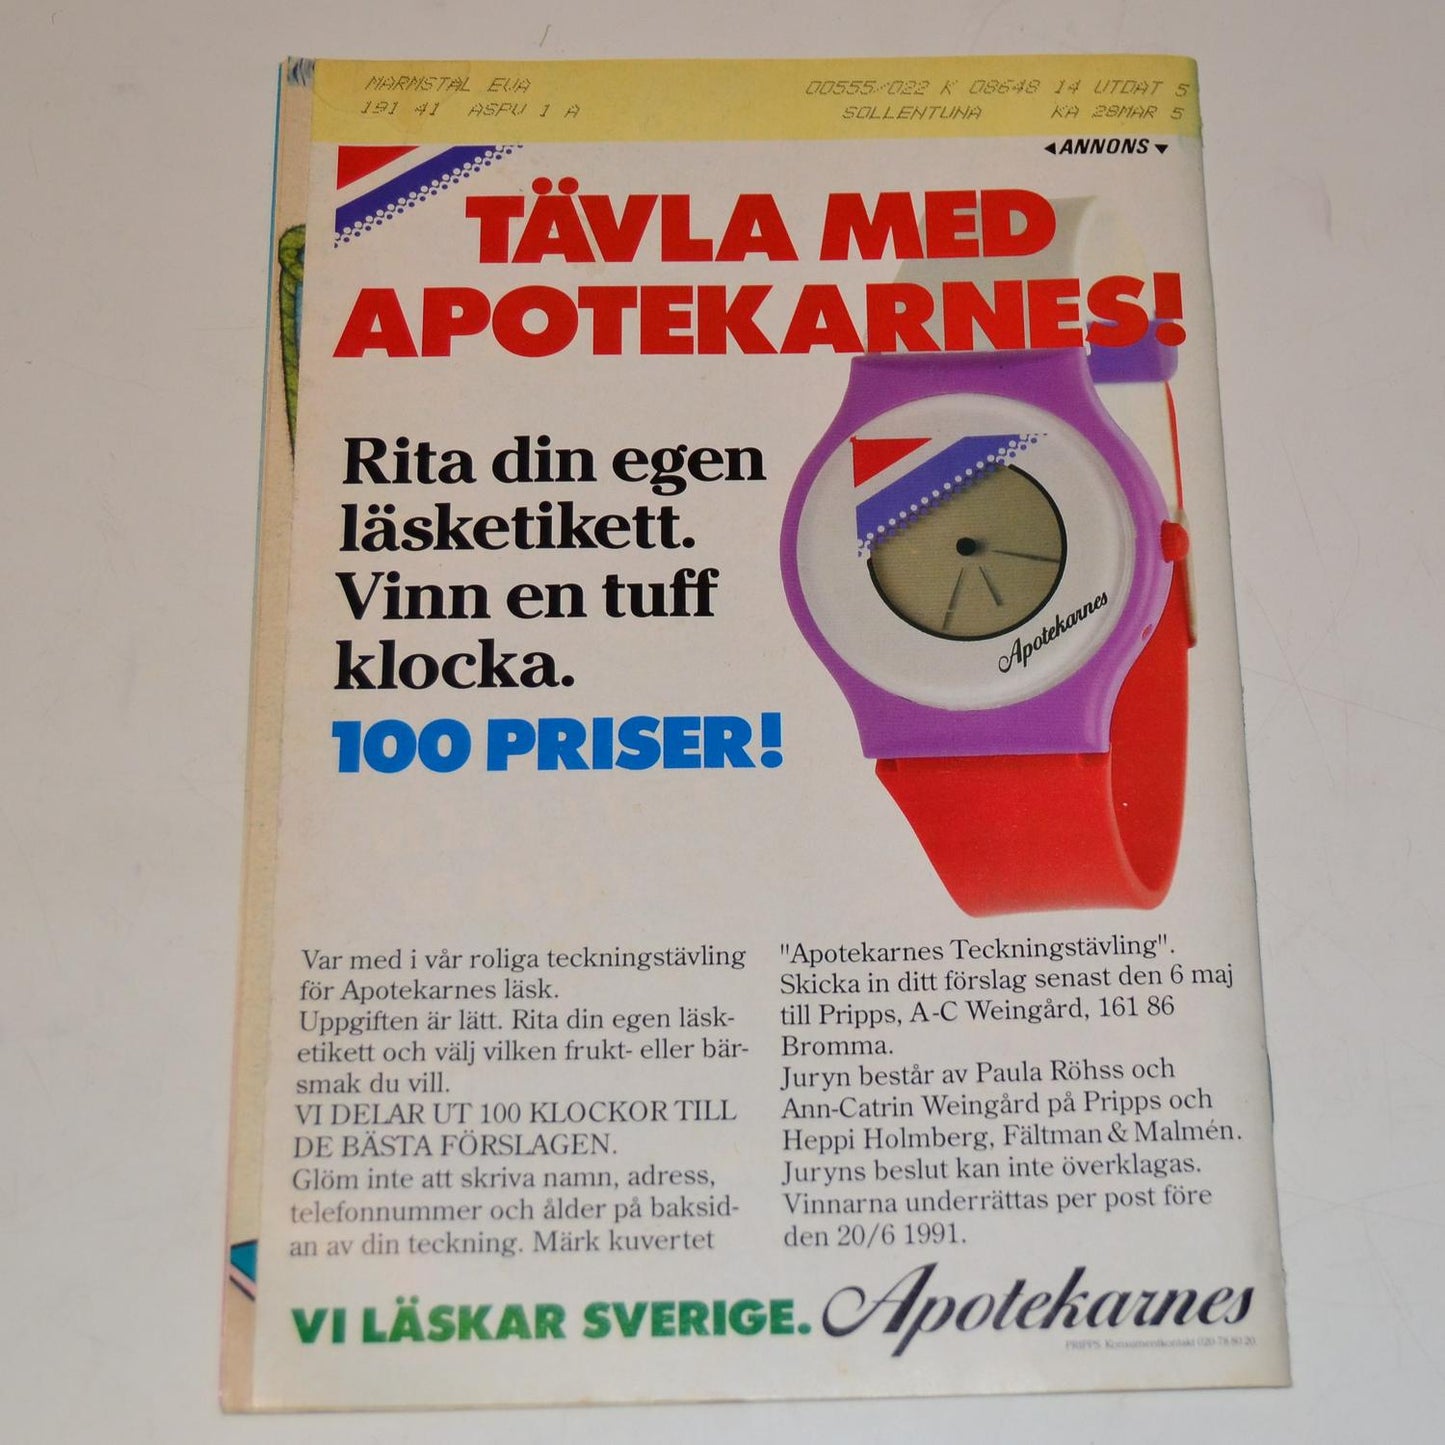 MARMSTAL EVA
191 41 ASPV 1 A
00555/022 K 08648 14 UTDAT 5
SOLLENTUNA KA 28MAR 5
ANNONS
TÄVLA MED
APOTEKARNES!
Rita din egen
läsketikett.
Vinn en tuff
klocka.
100 PRISER!
Apotekarnes
Var med i vår roliga teckningstävling
för Apotekarnes läsk.
Uppgiften är lätt. Rita din egen läsk-
etikett och välj vilken frukt- eller bär-
smak du vill.
VI DELAR UT 100 KLOCKOR TILL
DE BÄSTA FÖRSLAGEN.
Glöm inte att skriva namn, adress,
telefonnummer och ålder på baksid-
an av din teckning. Märk kuvertet
"Apotekarnes Teckningstävling".
Skicka in ditt förslag senast den 6 maj
till Pripps, A-C Weingård, 161 86
Bromma.
Juryn består av Paula Röhss och
Ann-Catrin Weingård på Pripps och
Heppi Holmberg, Fältman & Malmén.
Juryns beslut kan inte överklagas.
Vinnarna underrättas per post före
den 20/6 1991.
VI LÄSKAR SVERIGE.
Apotekarnes
PRIPPS Konsumentkontakt 020-78 80 20